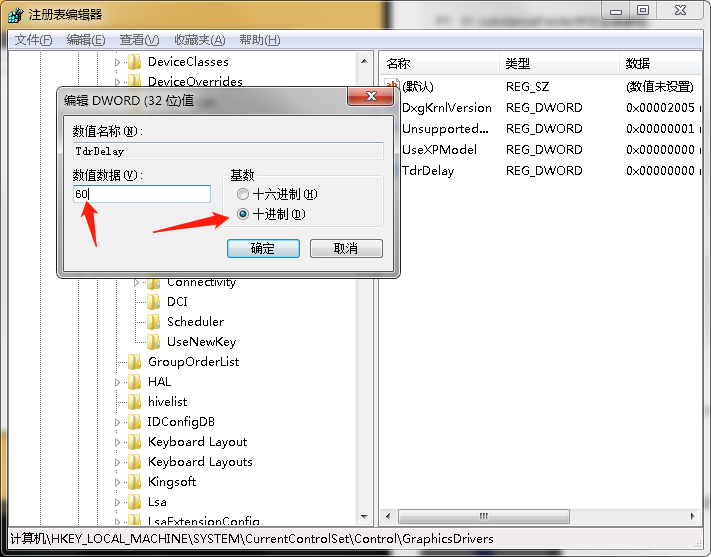 注册表编辑器
文件(F) 编辑(E) 查看(V) 收藏夹(A) 帮助(H)
DeviceClasses
DeviceOverrides
编辑 DWORD (32 位)值
数值名称(N):
TdrDelay
数值数据(V):
60
基数
十六进制(H)
十进制(D)
确定 取消
Connectivity
DCI
Scheduler
UseNewKey
GroupOrderList
HAL
hivelist
IDConfigDB
Keyboard Layout
Keyboard Layouts
Kingsoft
Lsa
LsaExtensionConfig
名称 类型 数据
ab (默认) REG_SZ (数值未设置)
DxgKrnlVersion REG_DWORD 0x00002005
Unsupported... REG_DWORD 0x00000001
UseXPModel REG_DWORD 0x00000000
TdrDelay REG_DWORD 0x00000000
计算机\HKEY_LOCAL_MACHINE\SYSTEM\CurrentControlSet\Control\GraphicsDrivers